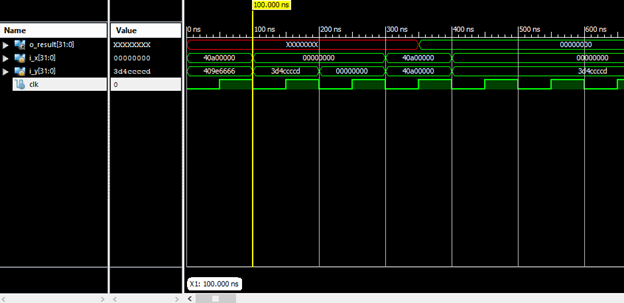 100.000 ns
Name Value 0 ns 100 ns 200 ns 300 ns 400 ns 500 ns 600 ns
o_result[31:0] XXXXXXXX XXXXXXXX 00000000
i_x[31:0] 00000000 40a00000 00000000 40a00000 00000000
i_y[31:0] 3d4ccccd 409e6666 3d4ccccd 00000000 40a00000 3d4ccccd
clk 0
X1: 100.000 ns